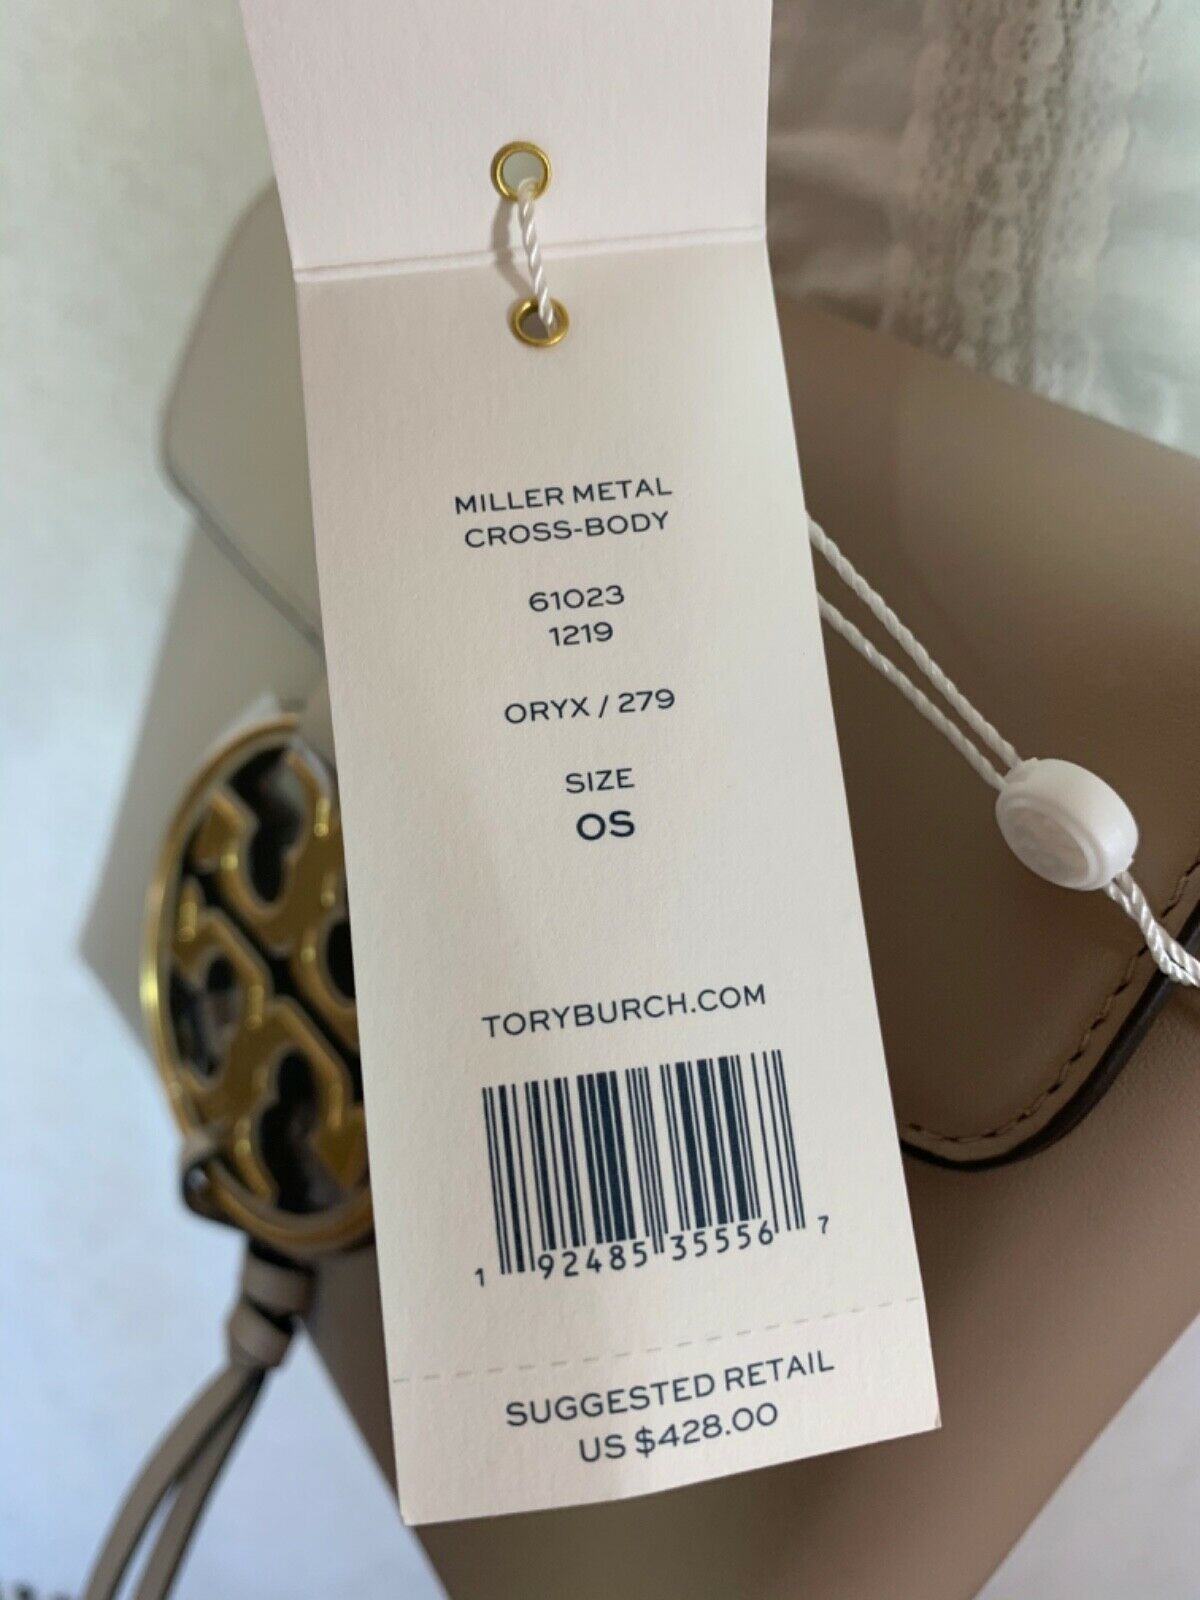 MILLER METAL
CROSS-BODY
61023
1219
ORYX / 279
SIZE
OS
TORYBURCH.COM
1 92485 35556 7
SUGGESTED RETAIL
US $428.00